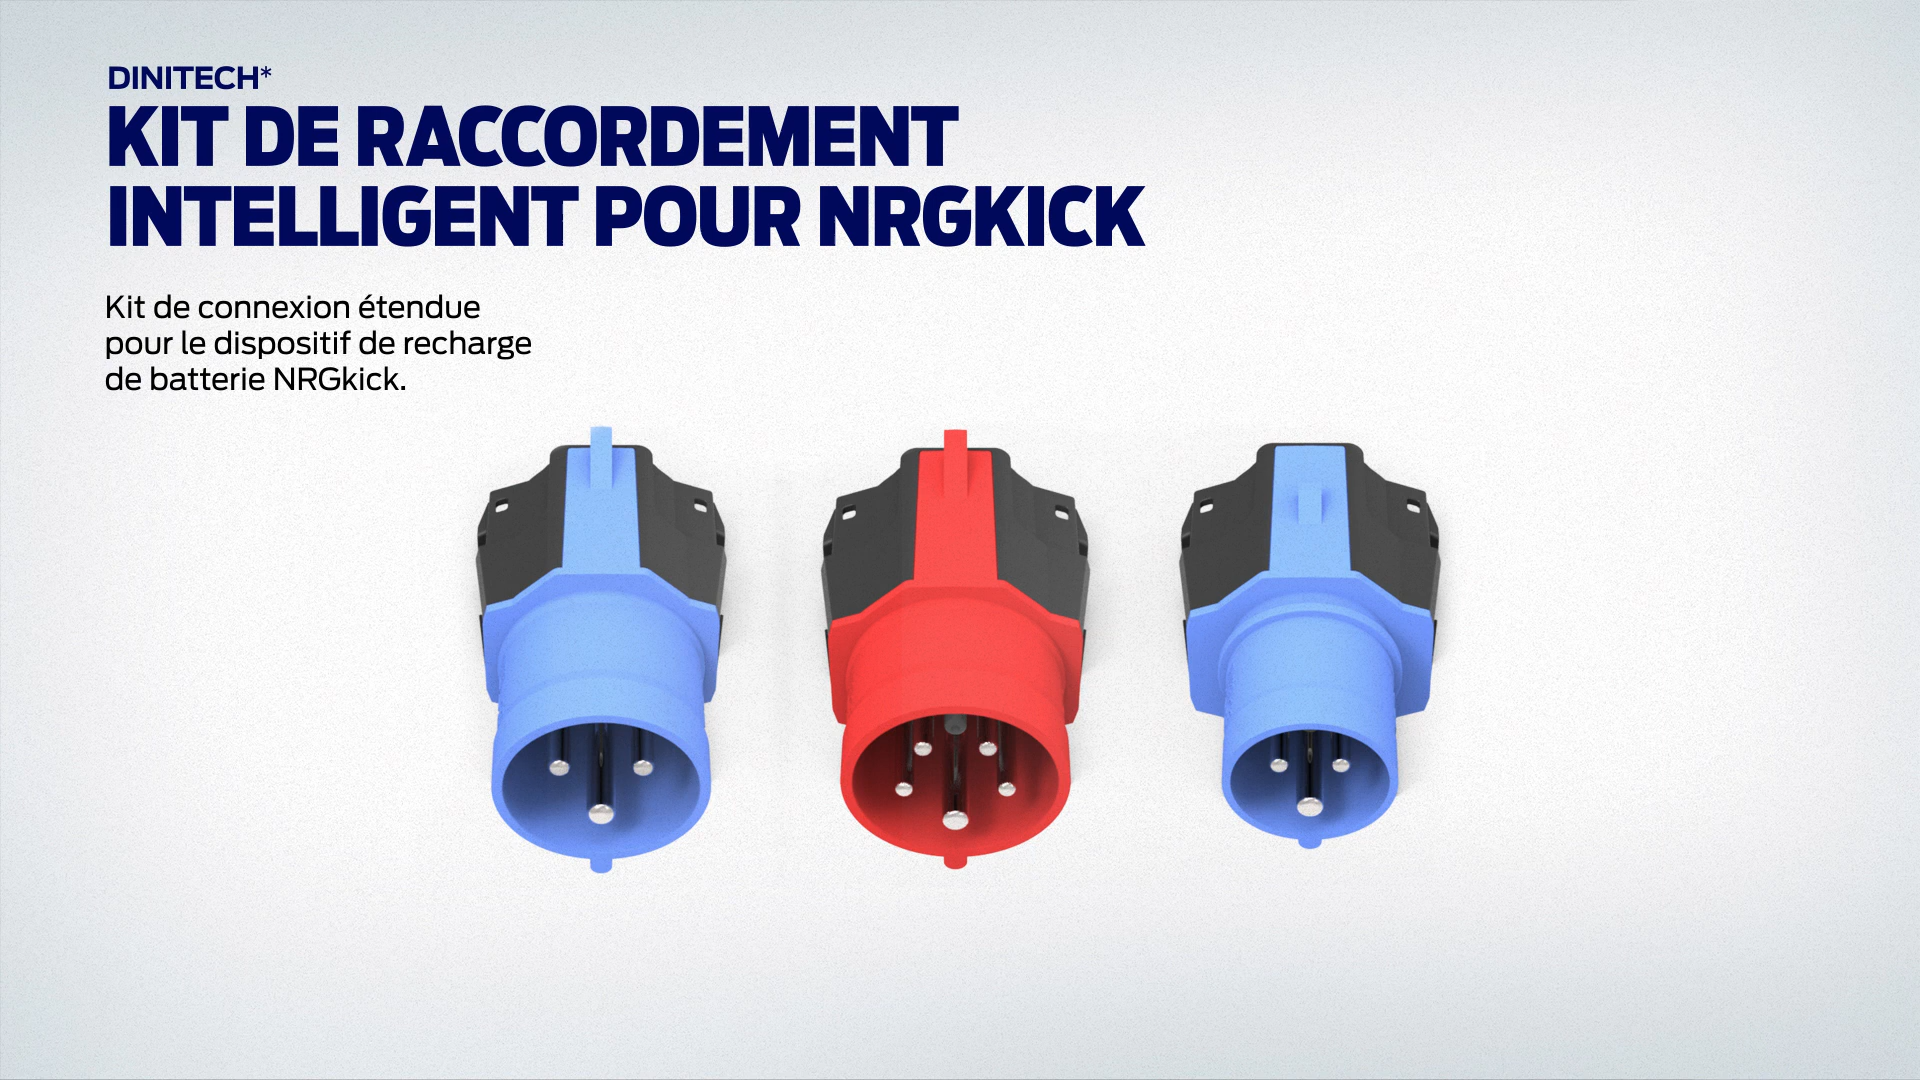 DINITECH*
KIT DE RACCORDEMENT
INTELLIGENT POUR NRGKICK
Kit de connexion étendue
pour le dispositif de recharge
de batterie NRGkick.